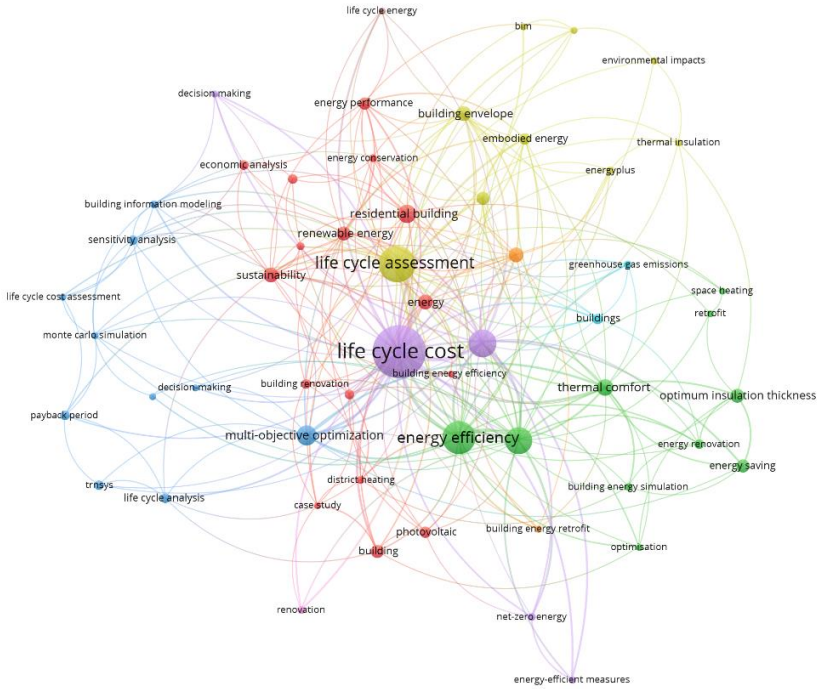 life cycle energy
bim
environmental impacts
decision making
energy performance
building envelope
embodied energy
thermal insulation
energy conservation
economic analysis
energyplus
building information modeling
residential building
renewable energy
sensitivity analysis
life cycle assessment
greenhouse gas emissions
sustainability
space heating
life cycle cost assessment
energy
retrofit
buildings
monte carlo simulation
life cycle cost
building energy efficiency
building renovation
decision-making
thermal comfort
optimum insulation thickness
payback period
multi-objective optimization
energy efficiency
energy renovation
energy saving
district heating
trnsys
building energy simulation
life cycle analysis
case study
photovoltaic
building energy retrofit
building
optimisation
renovation
net-zero energy
energy-efficient measures